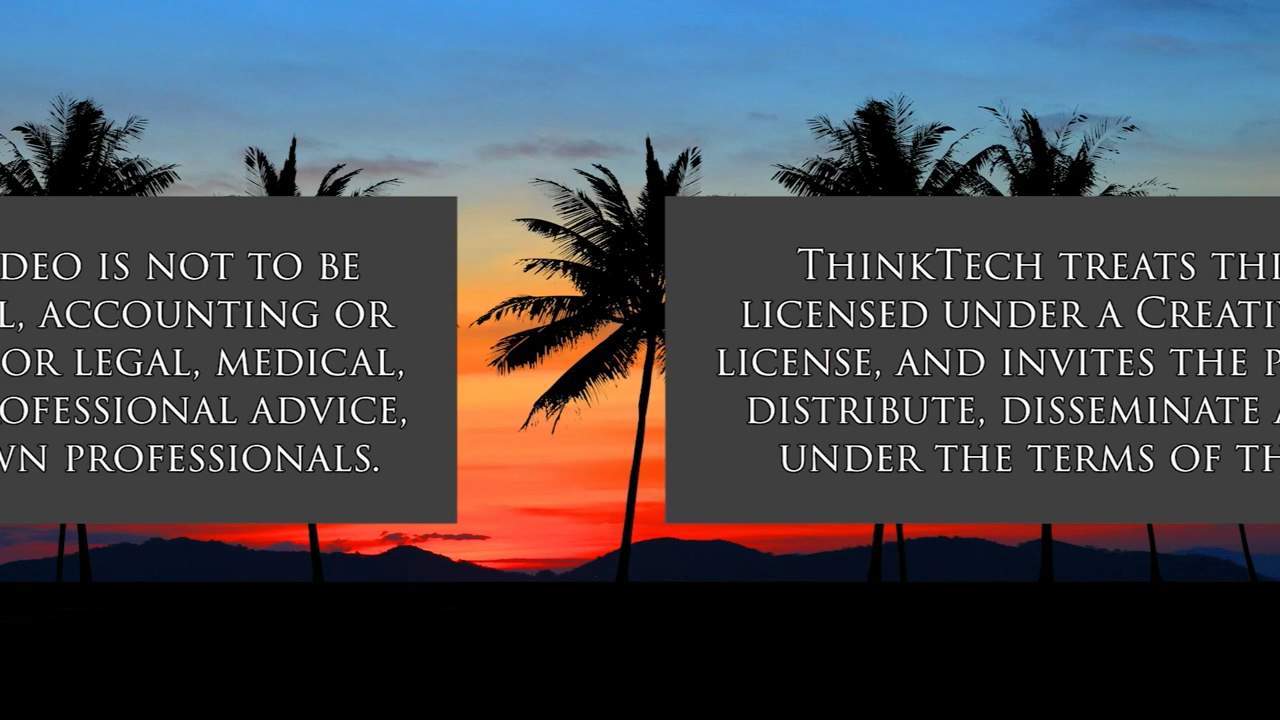 DEO IS NOT TO BE
L, ACCOUNTING OR
OR LEGAL, MEDICAL,
OFESSIONAL ADVICE,
WN PROFESSIONALS.
THINKTECH TREATS THI
LICENSED UNDER A CREATI
LICENSE, AND INVITES THE P
DISTRIBUTE, DISSEMINATE A
UNDER THE TERMS OF TH